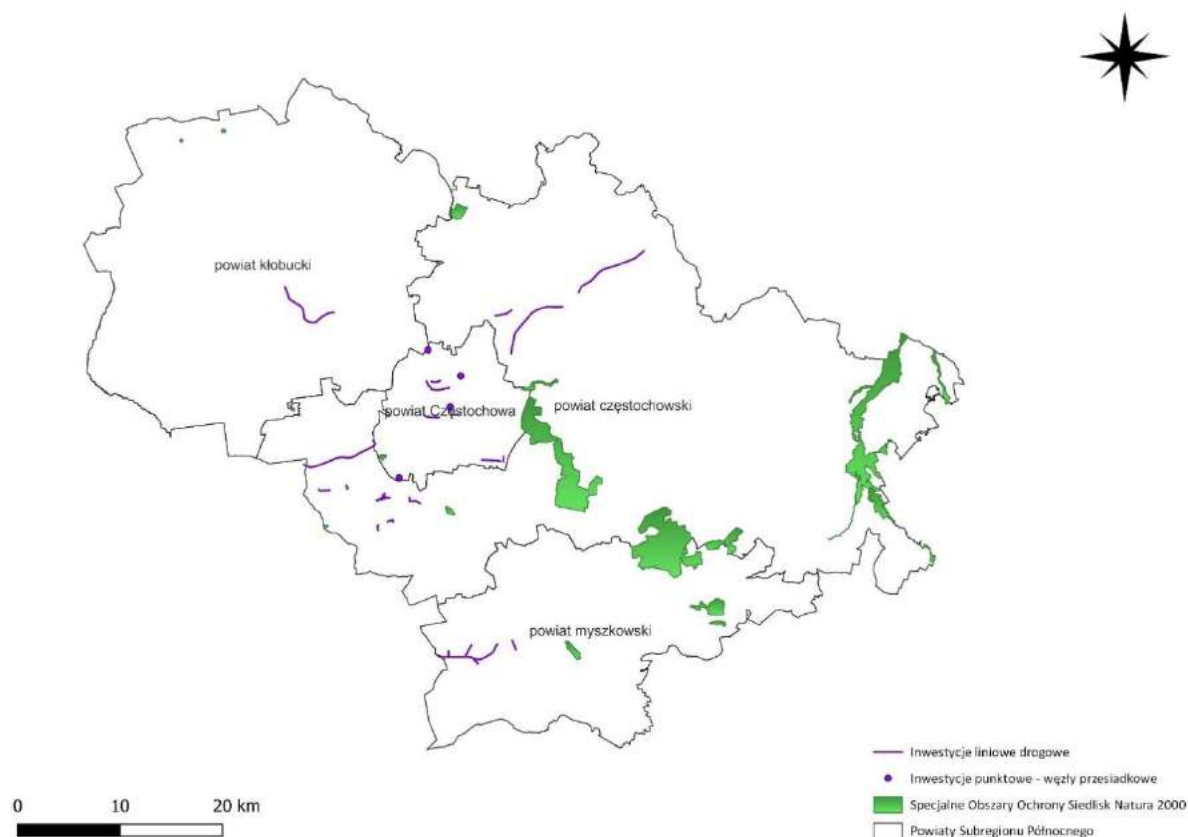 powiat kłobucki
powiat Częstochowa
powiat częstochowski
powiat myszkowski
Inwestycje liniowe drogowe
Inwestycje punktowe - węzły przesiadkowe
Specjalne Obszary Ochrony Siedlisk Natura 2000
Powiaty Subregionu Północnego
0 10 20 km